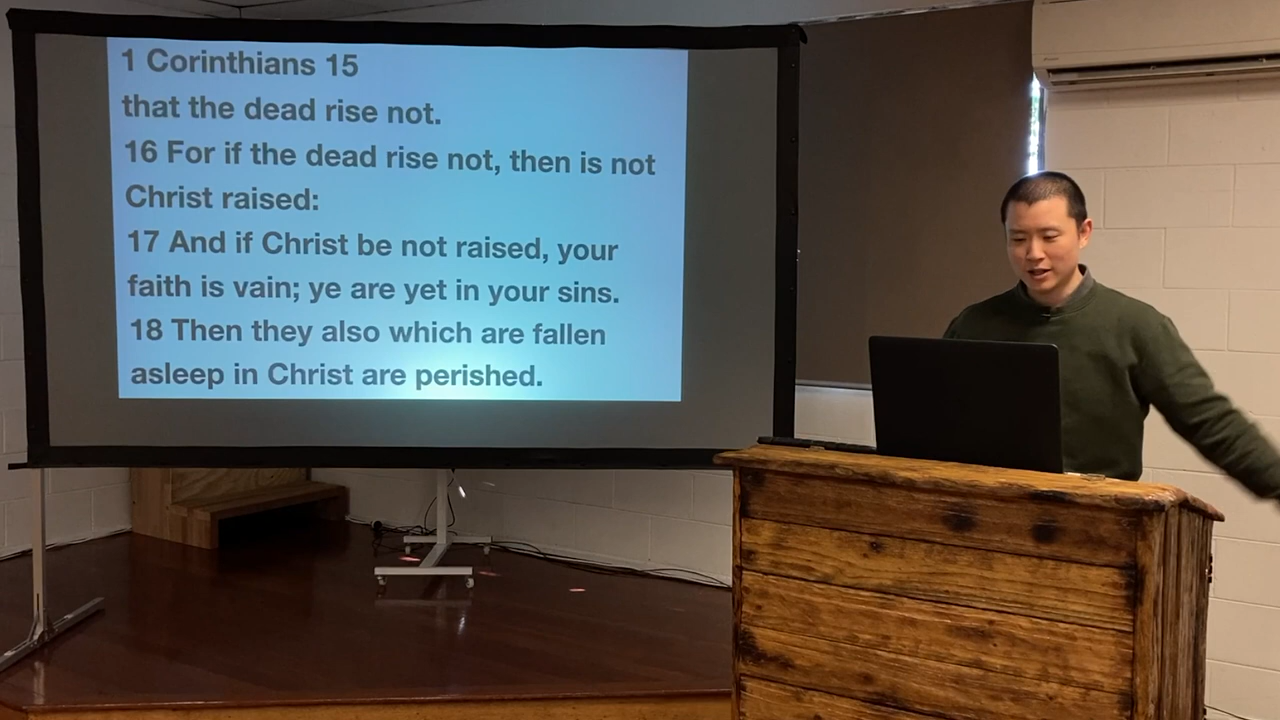 1 Corinthians 15
that the dead rise not.
16 For if the dead rise not, then is not
Christ raised:
17 And if Christ be not raised, your
faith is vain; ye are yet in your sins.
18 Then they also which are fallen
asleep in Christ are perished.